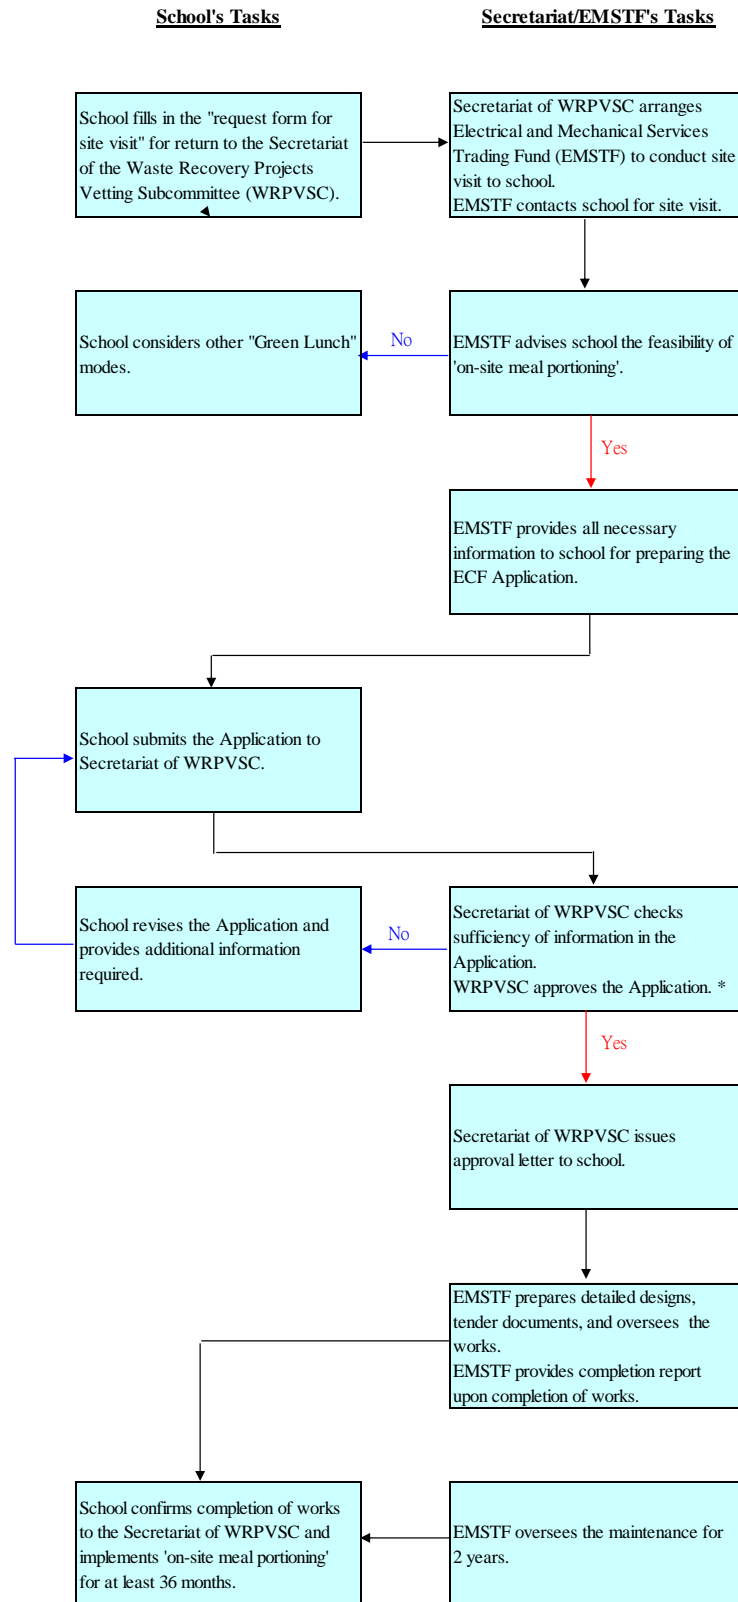 School's Tasks
Secretariat/EMSTF's Tasks
School fills in the "request form for
site visit" for return to the Secretariat
of the Waste Recovery Projects
Vetting Subcommittee (WRPVSC).
Secretariat of WRPVSC arranges
Electrical and Mechanical Services
Trading Fund (EMSTF) to conduct site
visit to school.
EMSTF contacts school for site visit.
School considers other "Green Lunch"
modes.
No
EMSTF advises school the feasibility of
'on-site meal portioning'.
Yes
EMSTF provides all necessary
information to school for preparing the
ECF Application.
School submits the Application to
Secretariat of WRPVSC.
School revises the Application and
provides additional information
required.
No
Secretariat of WRPVSC checks
sufficiency of information in the
Application.
WRPVSC approves the Application. *
Yes
Secretariat of WRPVSC issues
approval letter to school.
EMSTF prepares detailed designs,
tender documents, and oversees the
works.
EMSTF provides completion report
upon completion of works.
School confirms completion of works
to the Secretariat of WRPVSC and
implements 'on-site meal portioning'
for at least 36 months.
EMSTF oversees the maintenance for
2 years.